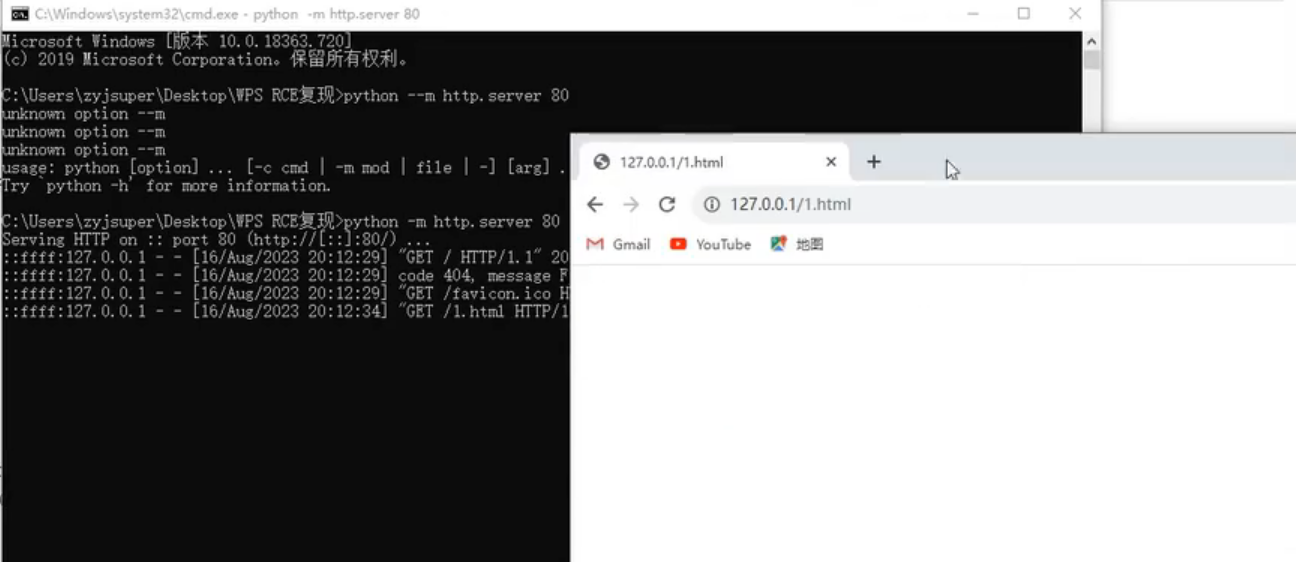 C:\Windows\system32\cmd.exe - python  -m http.server 80
Microsoft Windows [版本 10.0.18363.720]
(c) 2019 Microsoft Corporation。保留所有权利。
C:\Users\zyjsuper\Desktop\WPS RCE复现>python --m http.server 80
unknown option --m
unknown option --m
unknown option --m
usage: python [option] ... [-c cmd | -m mod | file | -] [arg] .
Try `python -h' for more information.
C:\Users\zyjsuper\Desktop\WPS RCE复现>python -m http.server 80
Serving HTTP on :: port 80 (http://[::]:80/) ...
::ffff:127.0.0.1 - - [16/Aug/2023 20:12:29] "GET / HTTP/1.1" 20
::ffff:127.0.0.1 - - [16/Aug/2023 20:12:29] code 404, message F
::ffff:127.0.0.1 - - [16/Aug/2023 20:12:29] "GET /favicon.ico H
::ffff:127.0.0.1 - - [16/Aug/2023 20:12:34] "GET /1.html HTTP/1
127.0.0.1/1.html
127.0.0.1/1.html
Gmail YouTube 地图